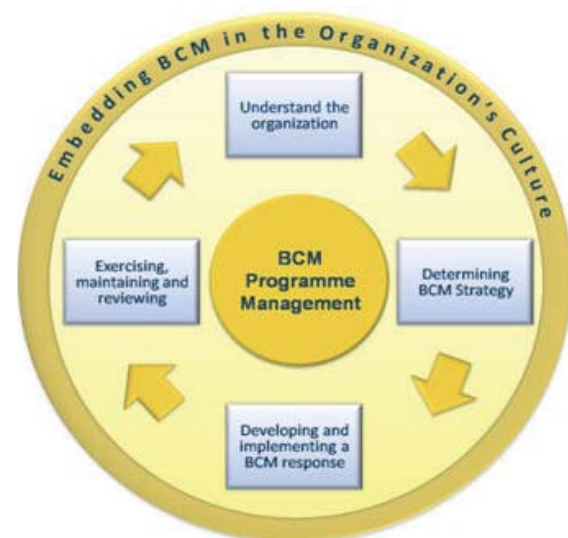 Embedding BCM in the Organization's Culture
Understand the
organization
Exercising,
maintaining and
reviewing
BCM
Programme
Management
Determining
BCM Strategy
Developing and
implementing a
BCM response